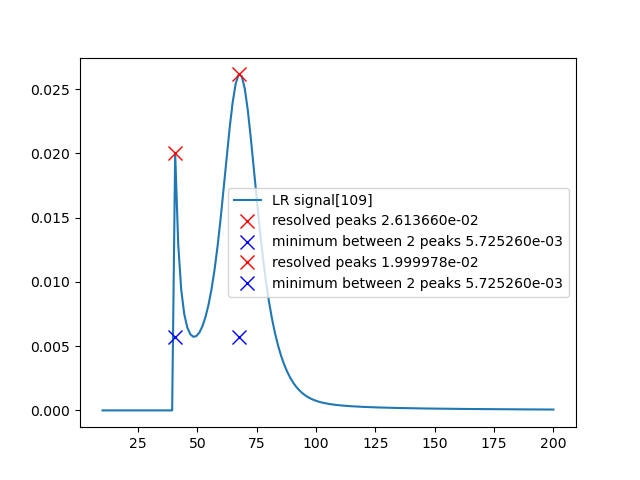 0.025
0.020
0.015
0.010
0.005
0.000
LR signal[109]
resolved peaks 2.613660e-02
minimum between 2 peaks 5.725260e-03
resolved peaks 1.999978e-02
minimum between 2 peaks 5.725260e-03
25 50 75 100 125 150 175 200